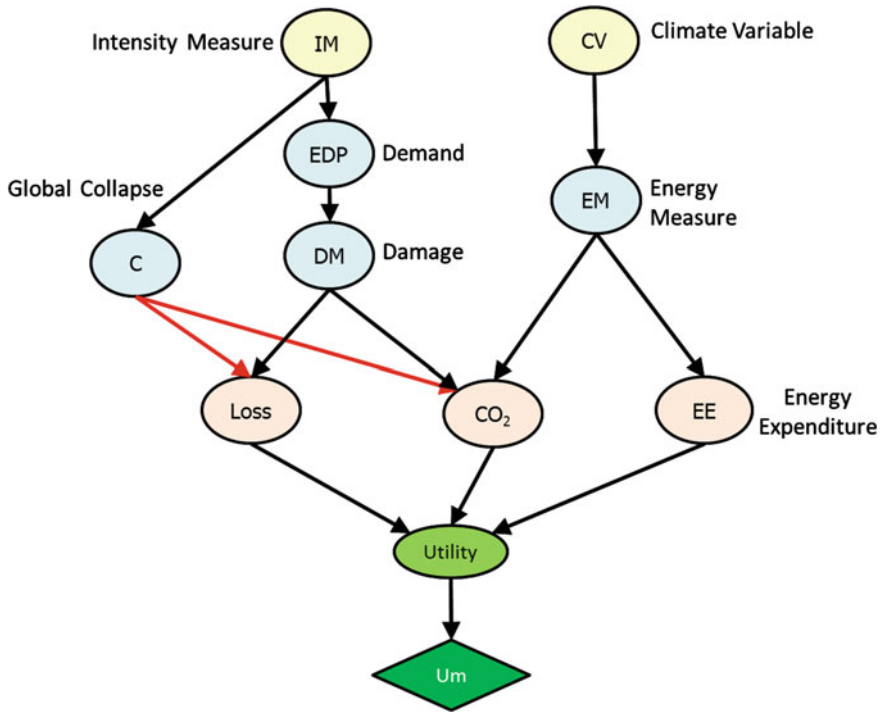 Intensity Measure
IM
CV
Climate Variable
EDP
Demand
Global Collapse
EM
Energy
Measure
C
DM
Damage
Loss
CO₂
EE
Energy
Expenditure
Utility
Um